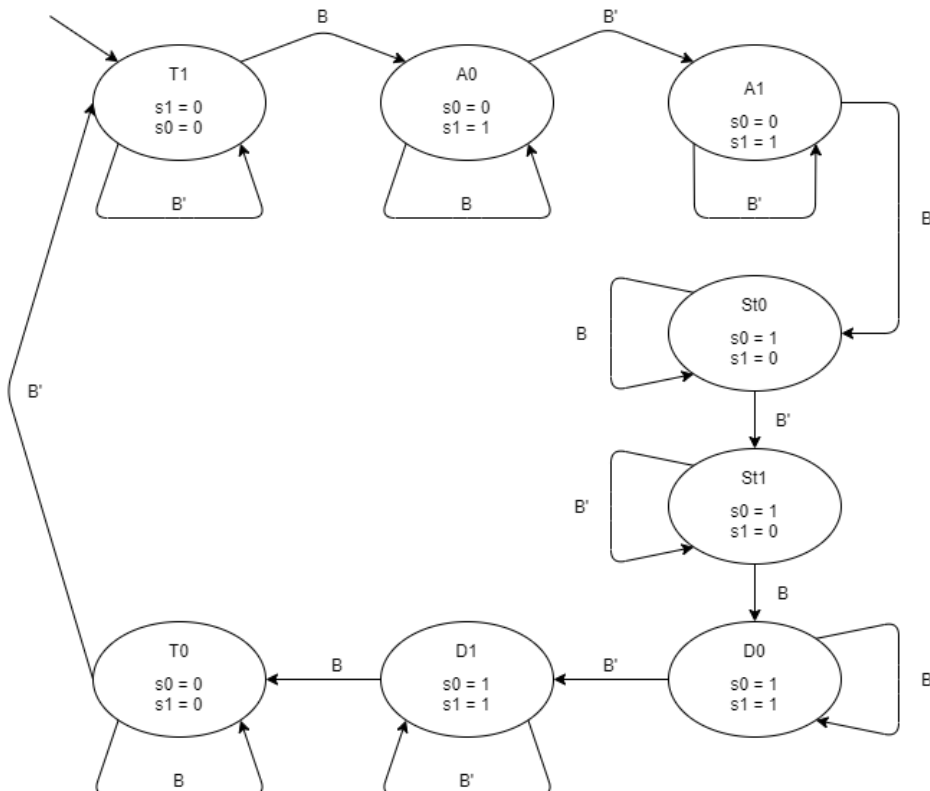 B
B'
T1
s1 = 0
s0 = 0
A0
s0 = 0
s1 = 1
A1
s0 = 0
s1 = 1
B'
B
B'
B
St0
s0 = 1
s1 = 0
B
B'
B'
St1
s0 = 1
s1 = 0
B'
B
T0
s0 = 0
s1 = 0
B
D1
s0 = 1
s1 = 1
B'
D0
s0 = 1
s1 = 1
B
B
B'